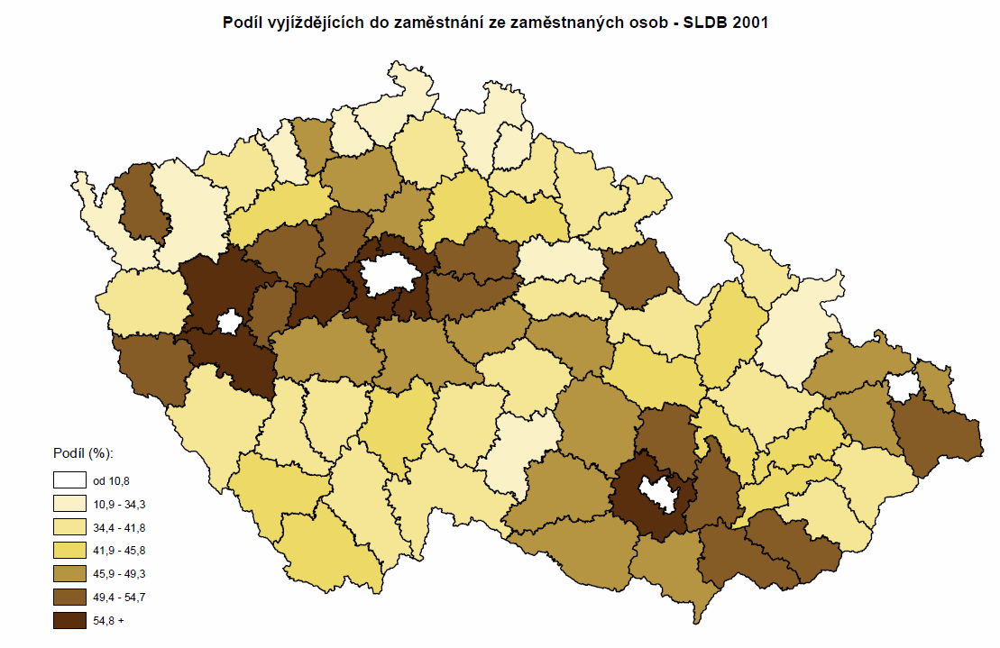 Podíl vyjíždějících do zaměstnání ze zaměstnaných osob - SLDB 2001
Podíl (%):
od 10,8
10,9 - 34,3
34,4 - 41,8
41,9 - 45,8
45,9 - 49,3
49,4 - 54,7
54,8 +